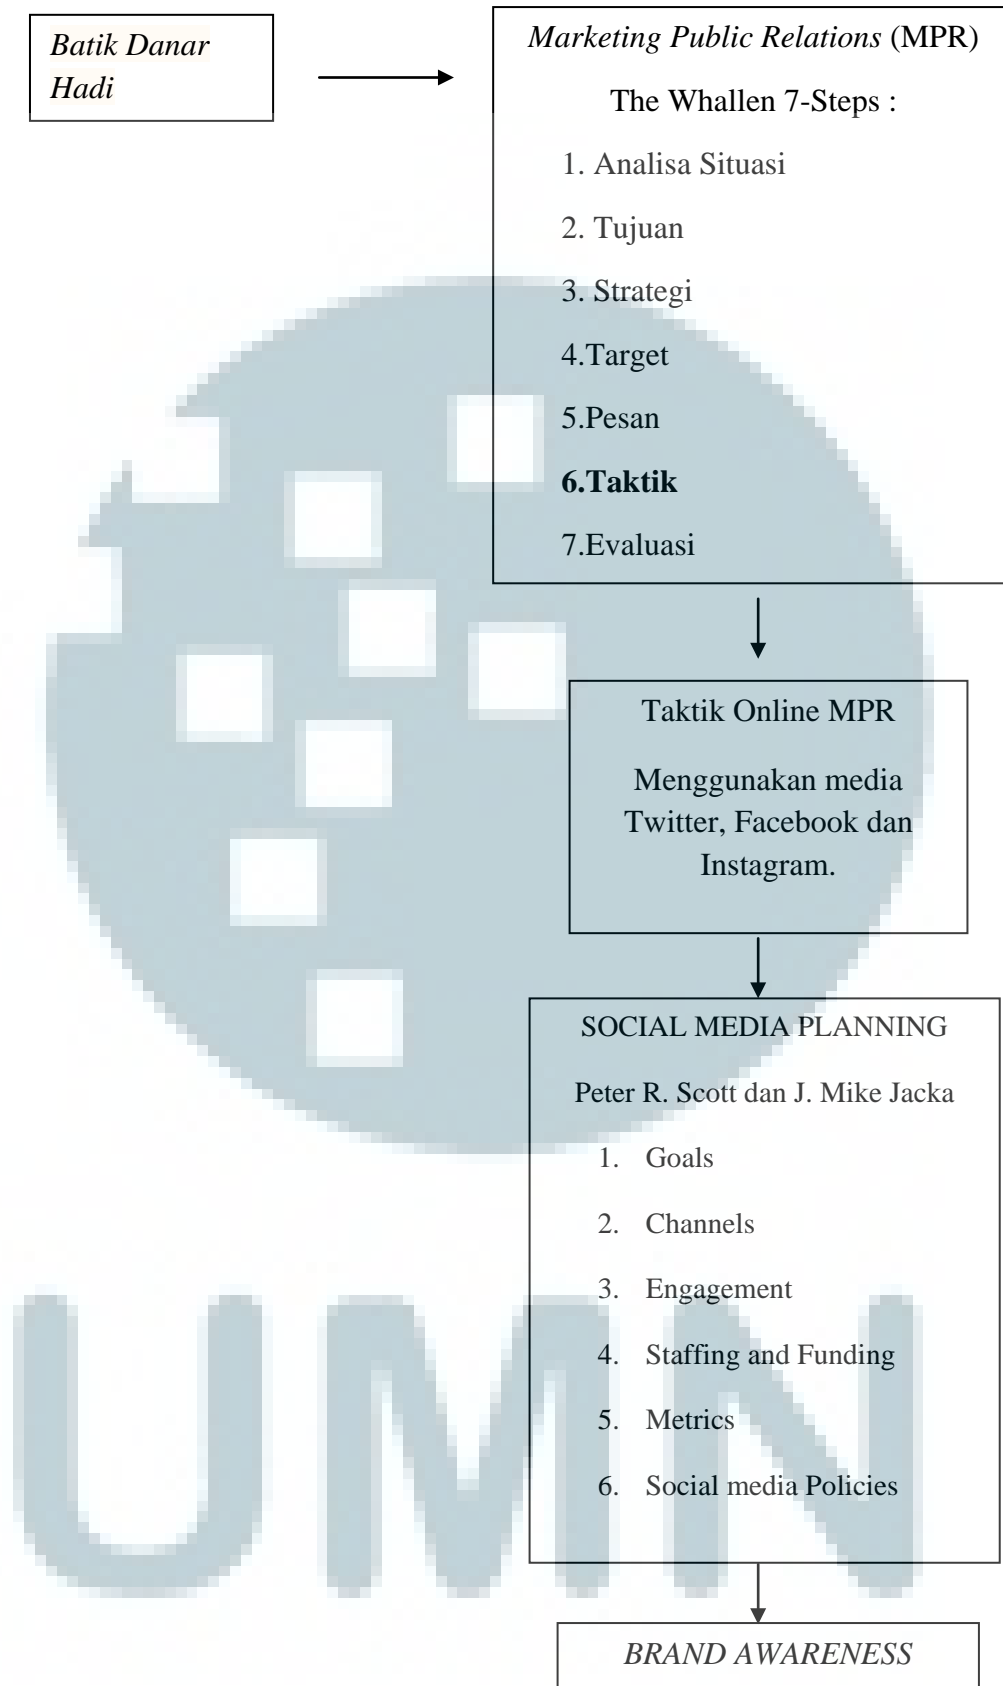 Batik Danar
Hadi
Marketing Public Relations (MPR)
The Whallen 7-Steps :
1. Analisa Situasi
2. Tujuan
3. Strategi
4.Target
5.Pesan
6.Taktik
7.Evaluasi
Taktik Online MPR
Menggunakan media
Twitter, Facebook dan
Instagram.
SOCIAL MEDIA PLANNING
Peter R. Scott dan J. Mike Jacka
1. Goals
2. Channels
3. Engagement
4. Staffing and Funding
5. Metrics
6. Social media Policies
UMN
BRAND AWARENESS